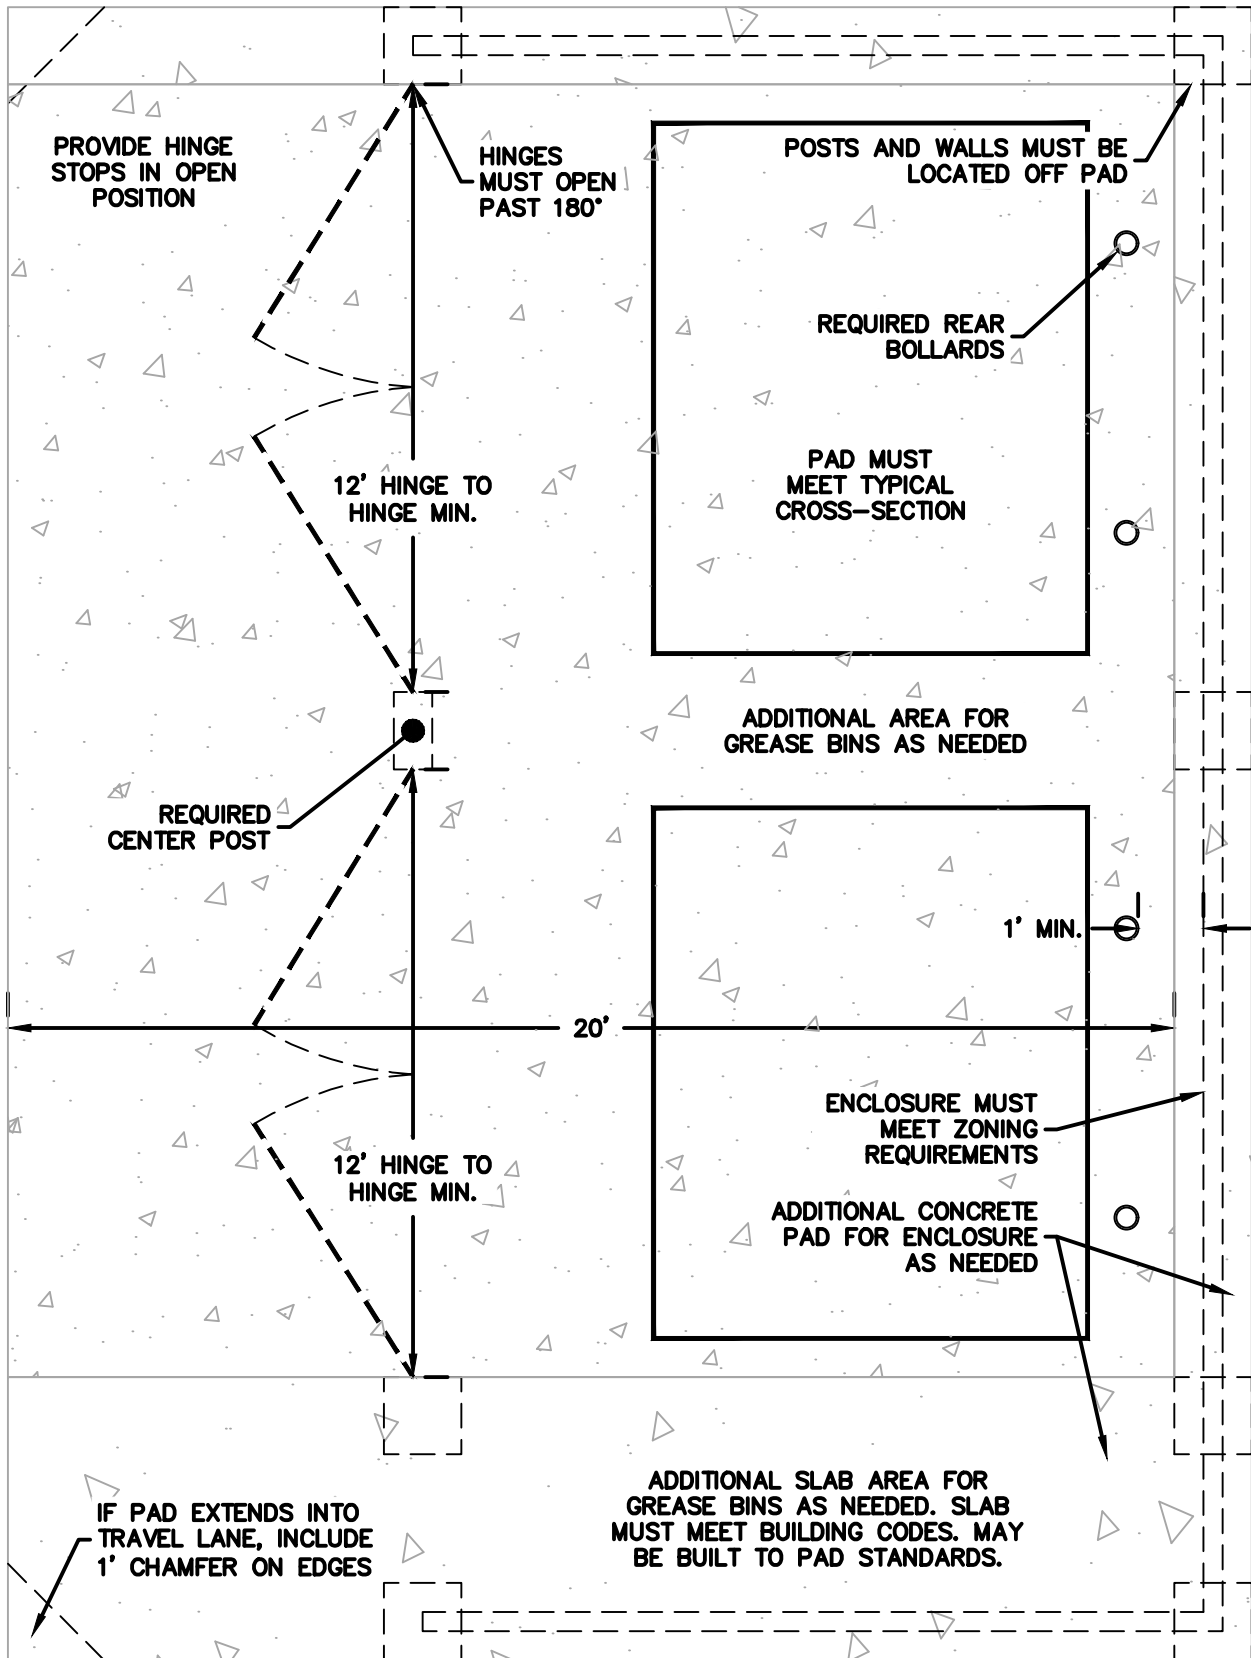 PROVIDE HINGE
STOPS IN OPEN
POSITION
HINGES
MUST OPEN
PAST 180°
POSTS AND WALLS MUST BE
LOCATED OFF PAD
REQUIRED REAR
BOLLARDS
12' HINGE TO
HINGE MIN.
PAD MUST
MEET TYPICAL
CROSS-SECTION
ADDITIONAL AREA FOR
GREASE BINS AS NEEDED
REQUIRED
CENTER POST
1' MIN.
20'
ENCLOSURE MUST
MEET ZONING
REQUIREMENTS
12' HINGE TO
HINGE MIN.
ADDITIONAL CONCRETE
PAD FOR ENCLOSURE
AS NEEDED
IF PAD EXTENDS INTO
TRAVEL LANE, INCLUDE
1' CHAMFER ON EDGES
ADDITIONAL SLAB AREA FOR
GREASE BINS AS NEEDED. SLAB
MUST MEET BUILDING CODES. MAY
BE BUILT TO PAD STANDARDS.